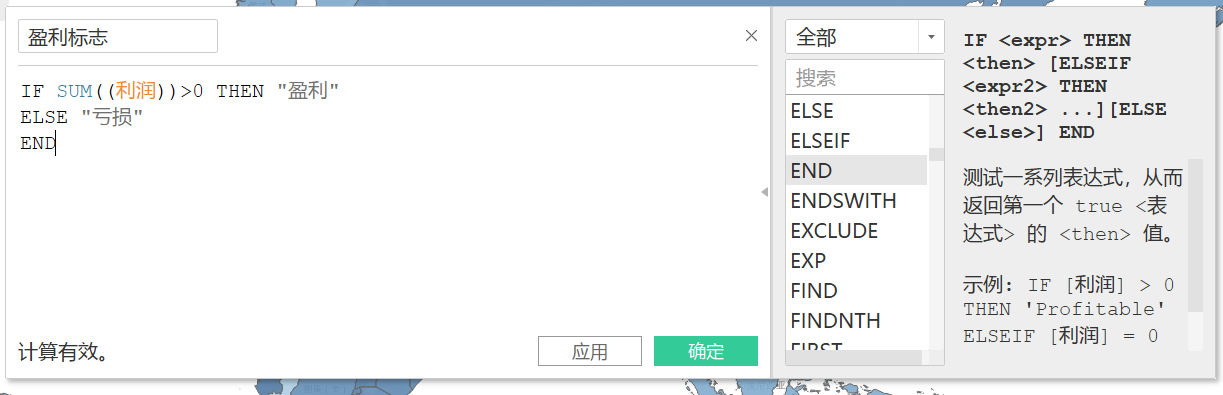 盈利标志
IF SUM((利润))>0 THEN "盈利"
ELSE "亏损"
END
计算有效。
应用
确定
全部
搜索
ELSE
ELSEIF
END
ENDSWITH
EXCLUDE
EXP
FIND
FINDNTH
FIRST
IF <expr> THEN
<then> [ELSEIF
<expr2> THEN
<then2> ...][ELSE
<else>] END
测试一系列表达式，从而
返回第一个 true <表
达式> 的 <then> 值。
示例: IF [利润] > 0
THEN 'Profitable'
ELSEIF [利润] = 0